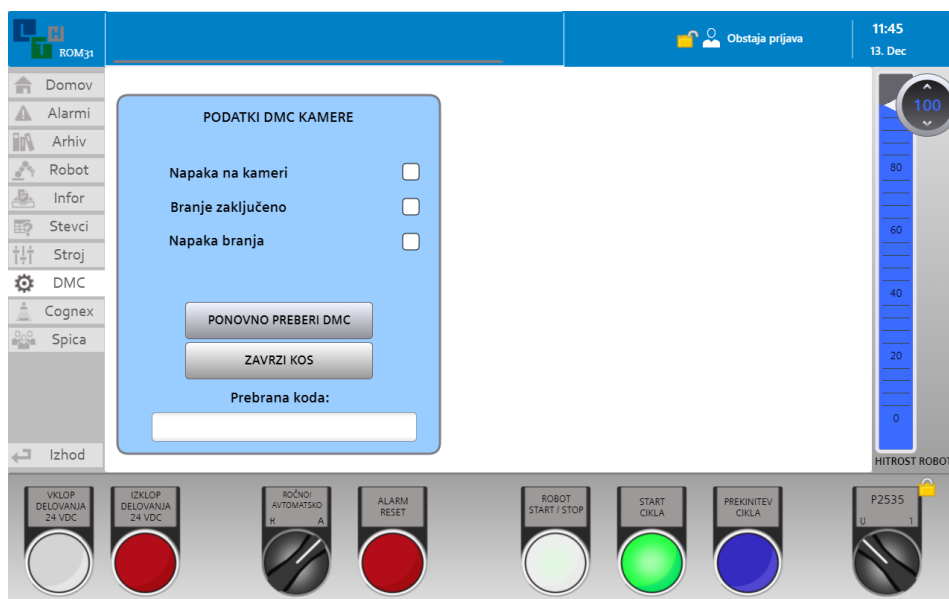 L
T
H
ROM31
Obstaja prijava
11:45
13. Dec
Domov
Alarmi
Arhiv
Robot
Infor
Stevci
Stroj
DMC
Cognex
Spica
Izhod
PODATKI DMC KAMERE
Napaka na kameri
Branje zaključeno
Napaka branja
PONOVNO PREBERI DMC
ZAVRZI KOS
Prebrana koda:
100
80
60
40
20
0
HITROST ROBOT
VKLOP
DELOVANJA
24 VDC
IZKLOP
DELOVANJA
24 VDC
ROČNO/
AVTOMATSKO
R A
ALARM
RESET
ROBOT
START / STOP
START
CIKLA
PREKINITEV
CIKLA
P2535
U 1